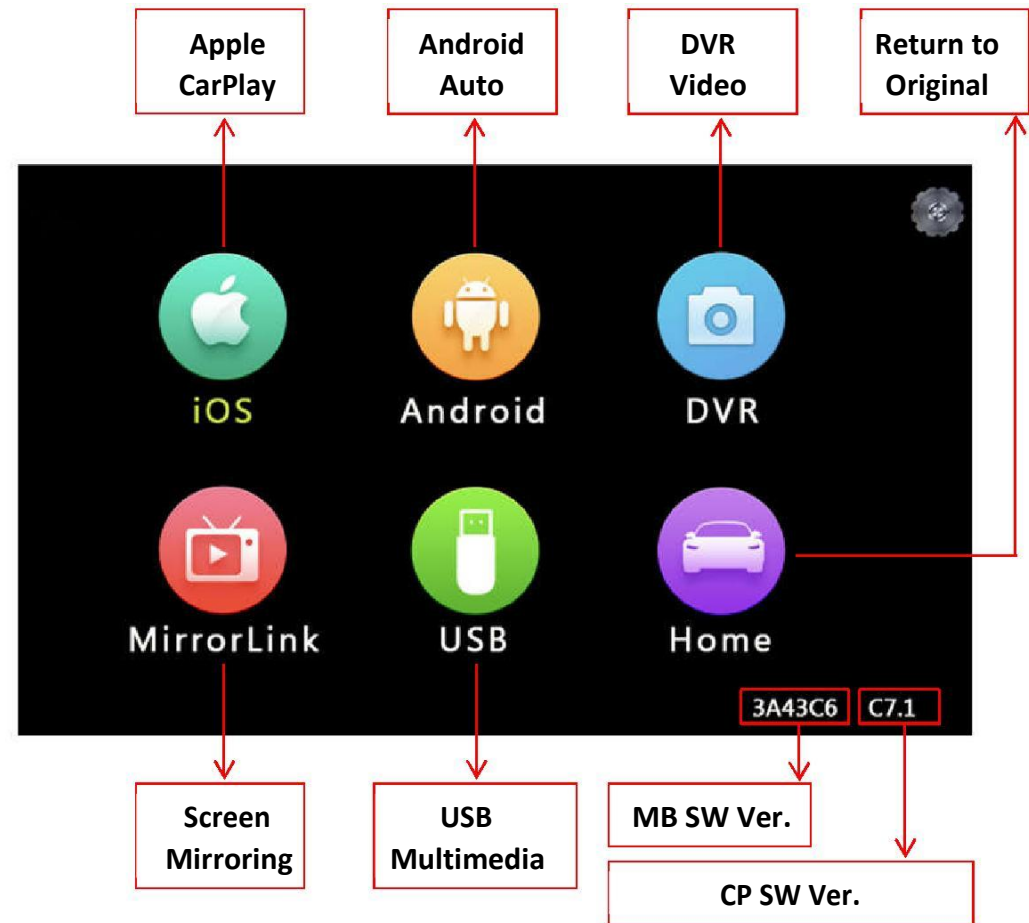 Apple
CarPlay
Android
Auto
DVR
Video
Return to
Original
iOS
Android
DVR
MirrorLink
USB
Home
3A43C6
C7.1
Screen
Mirroring
USB
Multimedia
MB SW Ver.
CP SW Ver.